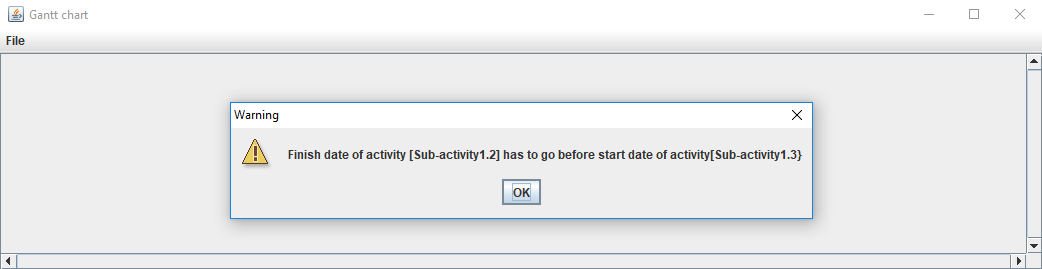 Gantt chart
File
Warning
Finish date of activity [Sub-activity1.2] has to go before start date of activity[Sub-activity1.3}
OK